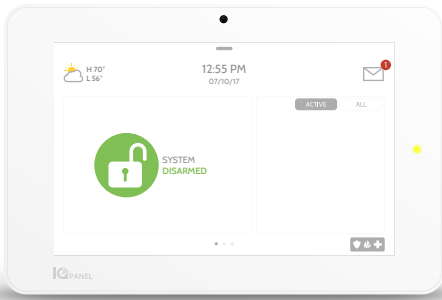 H 70°
L 56°
12:55 PM
07/10/17
1
ACTIVE
ALL
SYSTEM
DISARMED
IQ PANEL